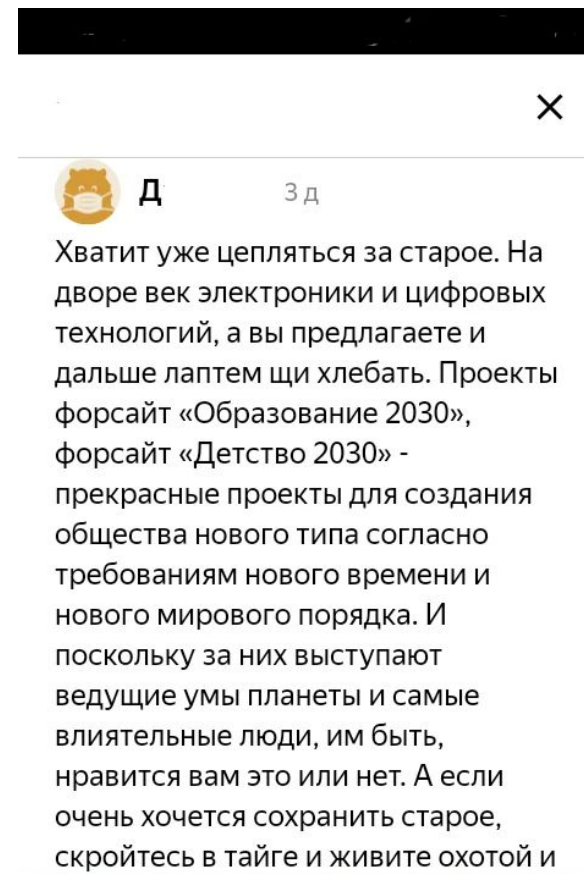 Д
3 д
Хватит уже цепляться за старое. На
дворе век электроники и цифровых
технологий, а вы предлагаете и
дальше лаптем щи хлебать. Проекты
форсайт «Образование 2030»,
форсайт «Детство 2030» -
прекрасные проекты для создания
общества нового типа согласно
требованиям нового времени и
нового мирового порядка. И
поскольку за них выступают
ведущие умы планеты и самые
влиятельные люди, им быть,
нравится вам это или нет. А если
очень хочется сохранить старое,
скройтесь в тайге и живите охотой и